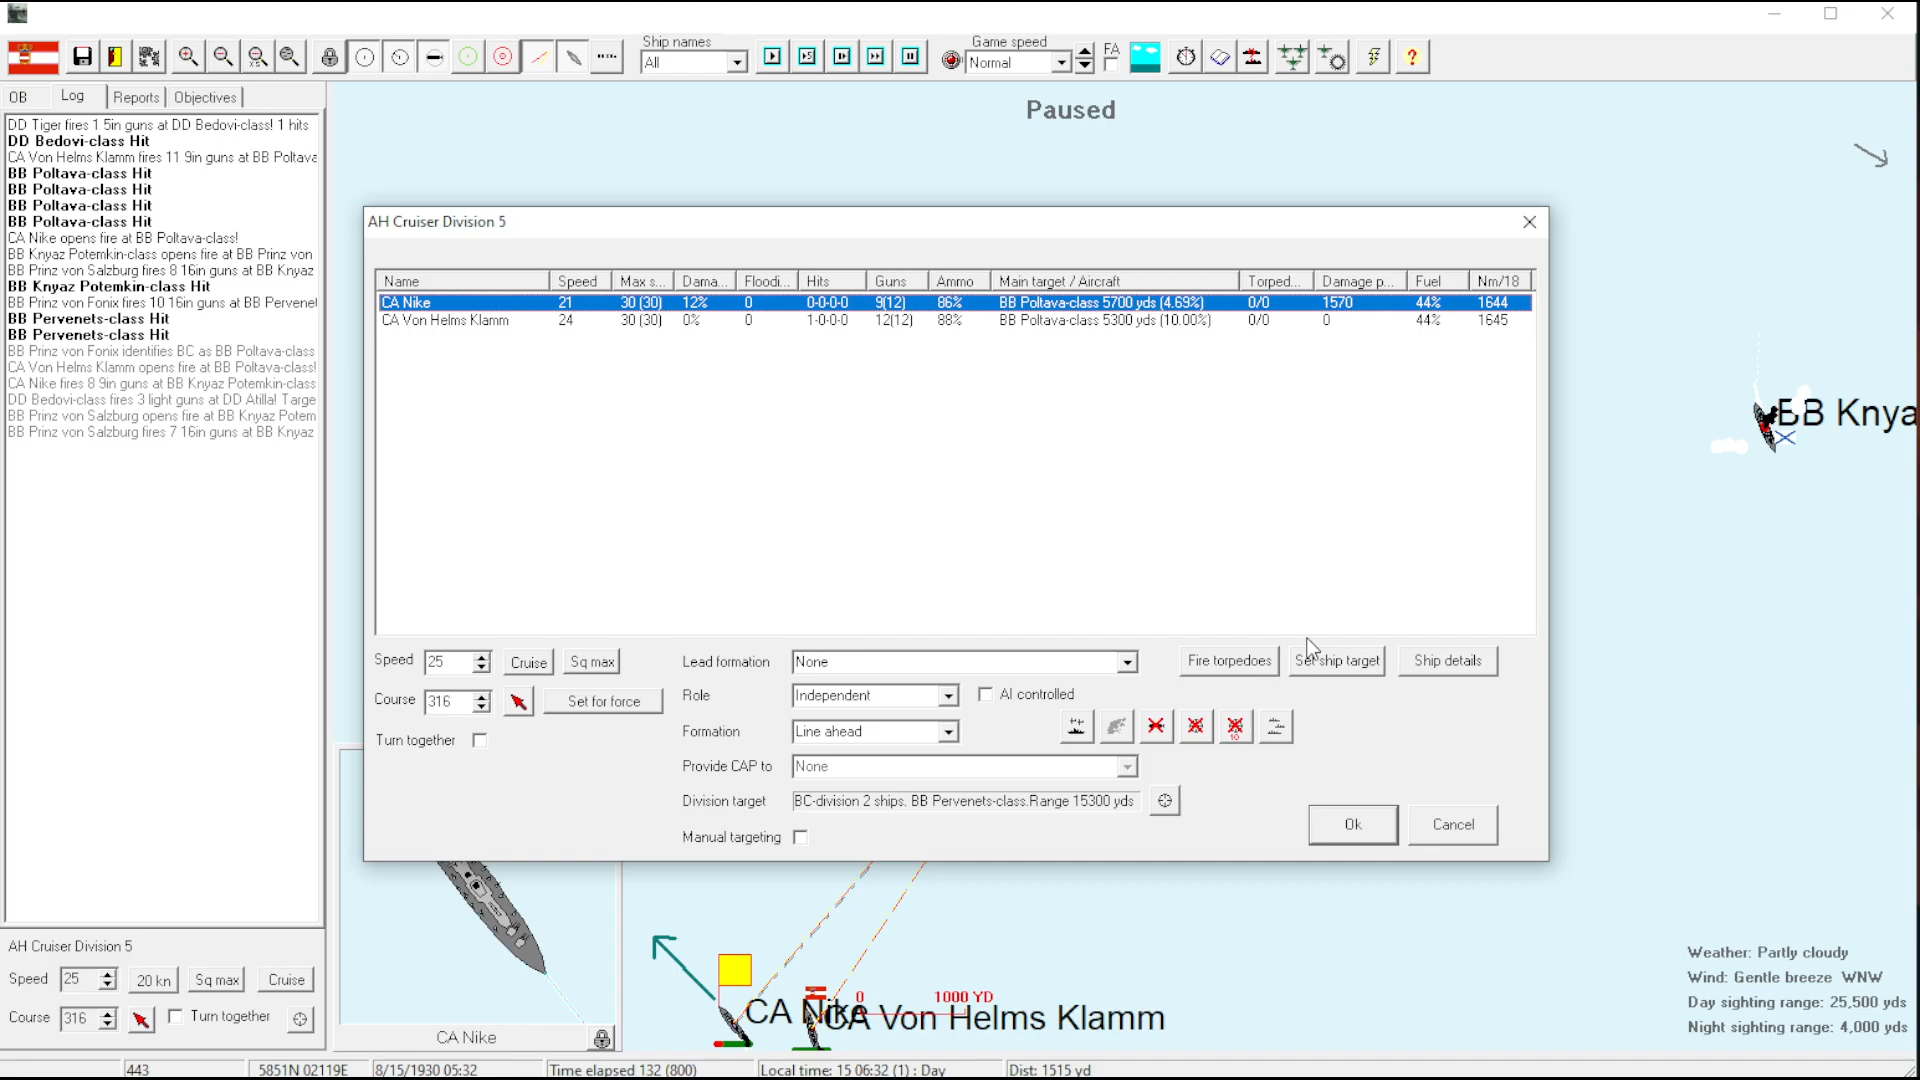 Ship names
All
Game speed
Normal
FA
OB
Log
Reports
Objectives
DD Tiger fires 1 5in guns at DD Bedovi-class! 1 hits
DD Bedovi-class Hit
CA Von Helms Klamm fires 11 9in guns at BB Poltava
BB Poltava-class Hit
BB Poltava-class Hit
BB Poltava-class Hit
BB Poltava-class Hit
CA Nike opens fire at BB Poltava-class!
BB Knyaz Potemkin-class opens fire at BB Prinz von
BB Prinz von Salzburg fires 8 16in guns at BB Knyaz
BB Knyaz Potemkin-class Hit
BB Prinz von Fonix fires 10 16in guns at BB Pervenet
BB Pervenets-class Hit
BB Pervenets-class Hit
BB Prinz von Fonix identifies BC as BB Poltava-class
CA Von Helms Klamm opens fire at BB Poltava-class!
CA Nike fires 8 9in guns at BB Knyaz Potemkin-class
DD Bedovi-class fires 3 light guns at DD Atilla! Targe
BB Prinz von Salzburg opens fire at BB Knyaz Potem
BB Prinz von Salzburg fires 7 16in guns at BB Knyaz
Paused
AH Cruiser Division 5
Name Speed Max s... Dama... Floodi... Hits Guns Ammo Main target / Aircraft Torped... Damage p... Fuel Nm/18
CA Nike 21 30 (30) 12% 0 0-0-0-0 9(12) 86% BB Poltava-class 5700 yds (4.69%) 0/0 1570 44% 1644
CA Von Helms Klamm 24 30 (30) 0% 0 1-0-0-0 12(12) 88% BB Poltava-class 5300 yds (10.00%) 0/0 0 44% 1645
Speed 25 Cruise Sq max
Course 316 Set for force
Turn together
Lead formation None
Role Independent AI controlled
Formation Line ahead
Provide CAP to None
Division target BC-division 2 ships. BB Pervenets-class.Range 15300 yds
Manual targeting
Fire torpedoes Set ship target Ship details
10
Ok Cancel
BB Knya
CA Nike
CA Von Helms Klamm
0 1000 YD
Weather: Partly cloudy
Wind: Gentle breeze WNW
Day sighting range: 25,500 yds
Night sighting range: 4,000 yds
AH Cruiser Division 5
Speed 25 20 kn Sq max Cruise
Course 316 Turn together
CA Nike
443 5851N 02119E 8/15/1930 05:32 Time elapsed 132 (800) Local time: 15 06:32 (1) : Day Dist: 1515 yd